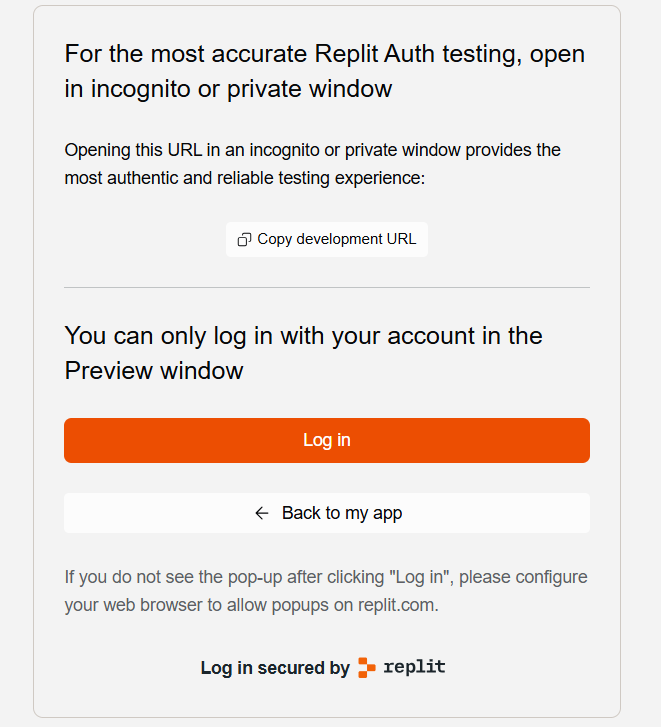 For the most accurate Replit Auth testing, open
in incognito or private window
Opening this URL in an incognito or private window provides the
most authentic and reliable testing experience:
Copy development URL
You can only log in with your account in the
Preview window
Log in
Back to my app
If you do not see the pop-up after clicking "Log in", please configure
your web browser to allow popups on replit.com.
Log in secured by replit